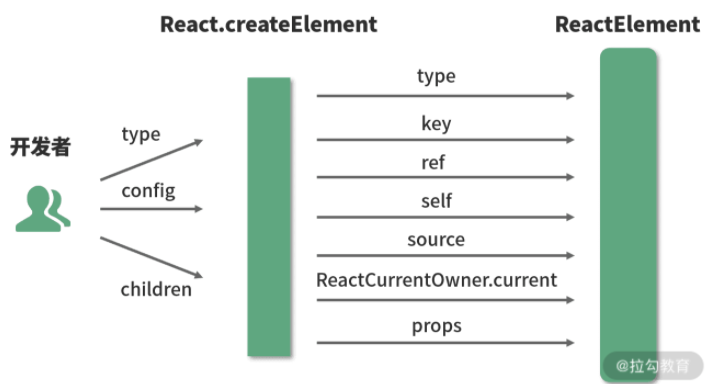 React.createElement
ReactElement
开发者
type
config
children
type
key
ref
self
source
ReactCurrentOwner.current
props
@拉勾教育